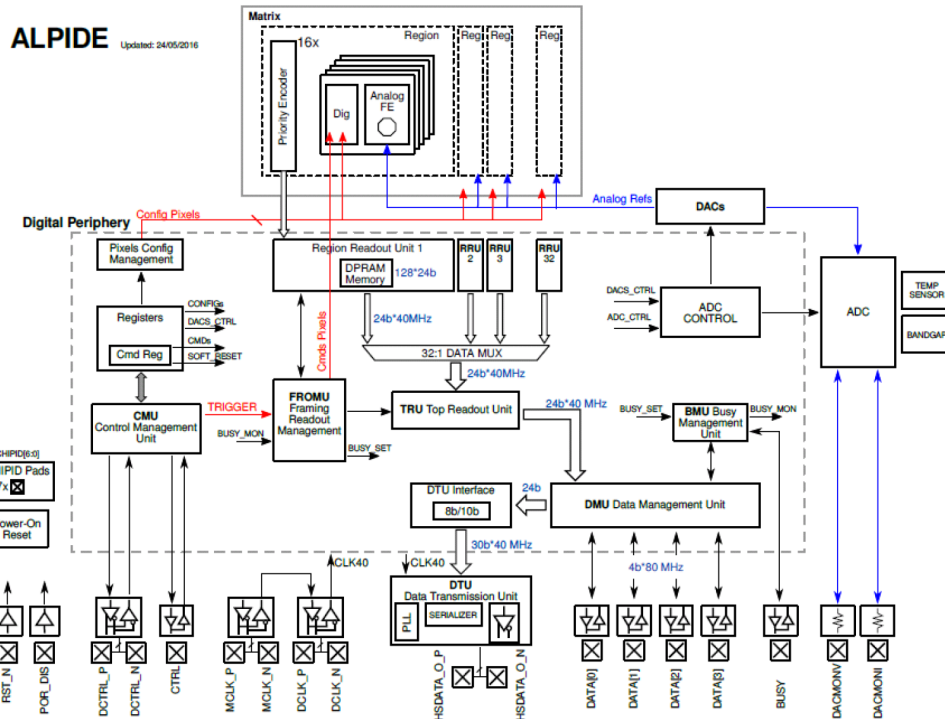 Matrix
ALPIDE Updated: 24/05/2016
Region
Reg
Reg
Reg
16x
Priority Encoder
Dig
Analog
FE
Config Pixels
Analog Refs
DACs
Digital Periphery
Pixels Config
Management
Region Readout Unit 1
DPRAM
Memory
128*24b
RRU
2
RRU
3
RRU
32
Registers
Cmd Reg
CONFIGs
DACS_CTRL
CMDs
SOFT_RESET
Cmds Pixels
24b*40MHz
32:1 DATA MUX
24b*40MHz
DACS_CTRL
ADC_CTRL
ADC
CONTROL
ADC
TEMP
SENSOR
BANDGAP
CMU
Control Management
Unit
TRIGGER
BUSY_MON
FROMU
Framing
Readout
Management
BUSY_SET
TRU Top Readout Unit
24b*40 MHz
BUSY_SET
BMU Busy
Management
Unit
BUSY_MON
CHIPID[6:0]
HIPID Pads
7x
ower-On
Reset
DTU Interface
8b/10b
24b
DMU Data Management Unit
30b*40 MHz
CLK40
CLK40
4b*80 MHz
DTU
Data Transmission Unit
PLL
SERIALIZER
RST_N
POR_DIS
DCTRL_P
DCTRL_N
CTRL
MCLK_P
MCLK_N
DCLK_P
DCLK_N
HSDATA_O_P
HSDATA_O_N
DATA[0]
DATA[1]
DATA[2]
DATA[3]
BUSY
DACMONV
DACMONI